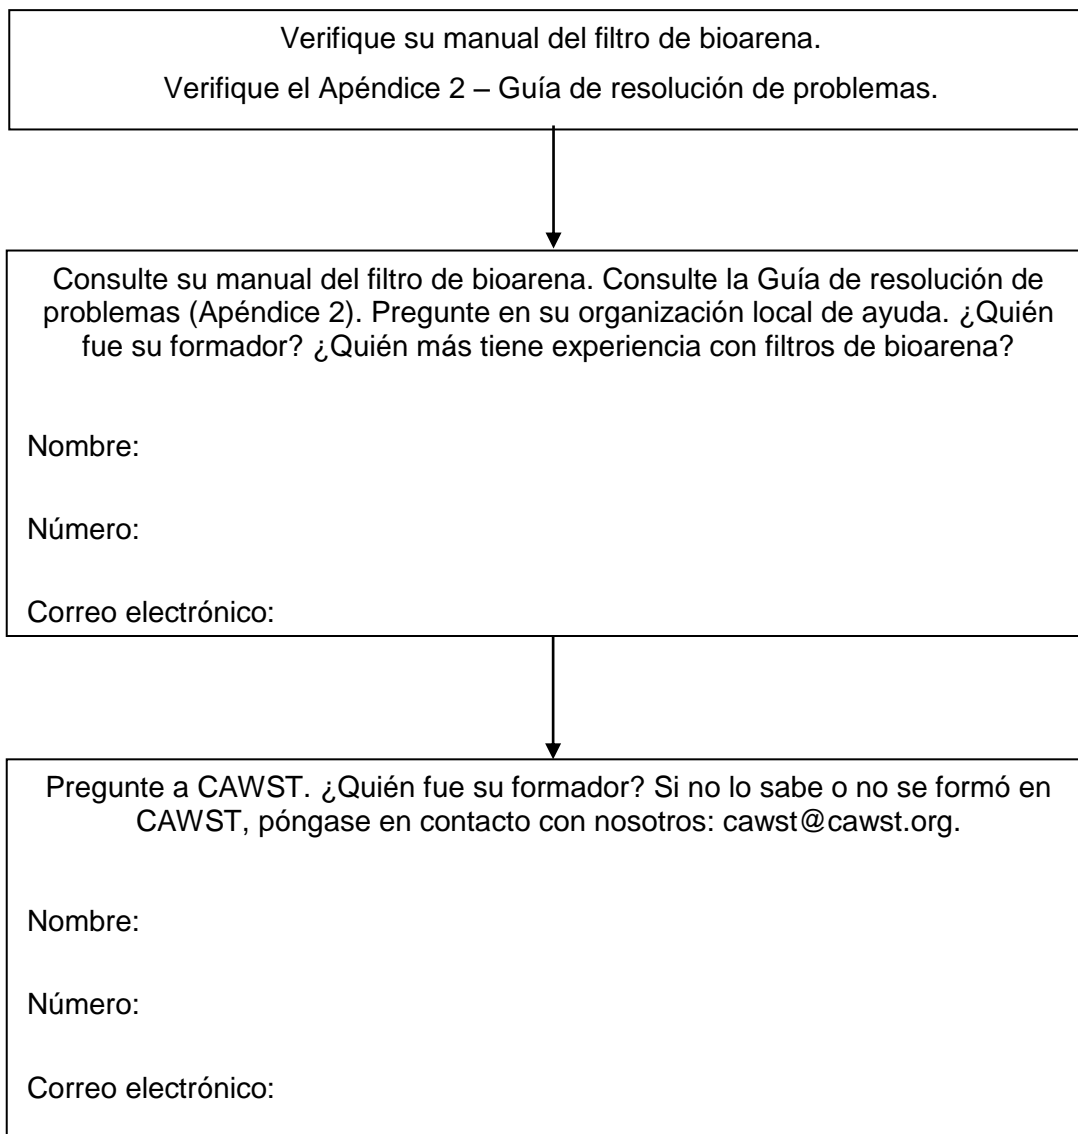 Verifique su manual del filtro de bioarena.
Verifique el Apéndice 2 – Guía de resolución de problemas.
Consulte su manual del filtro de bioarena. Consulte la Guía de resolución de
problemas (Apéndice 2). Pregunte en su organización local de ayuda. ¿Quién
fue su formador? ¿Quién más tiene experiencia con filtros de bioarena?
Nombre:
Número:
Correo electrónico:
Pregunte a CAWST. ¿Quién fue su formador? Si no lo sabe o no se formó en
CAWST, póngase en contacto con nosotros: cawst@cawst.org.
Nombre:
Número:
Correo electrónico: